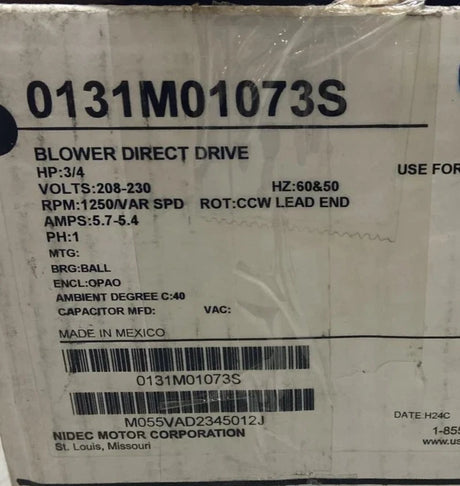 0131M01073S
BLOWER DIRECT DRIVE
HP:3/4 USE FOR
VOLTS:208-230 HZ:60&50
RPM:1250/VAR SPD ROT:CCW LEAD END
AMPS:5.7-5.4
PH:1
MTG:
BRG:BALL
ENCL:OPAO
AMBIENT DEGREE C:40
CAPACITOR MFD: VAC:
MADE IN MEXICO
0131M01073S
M055VAD2345012J
DATE:H24C
NIDEC MOTOR CORPORATION 1-855
St. Louis, Missouri www.us